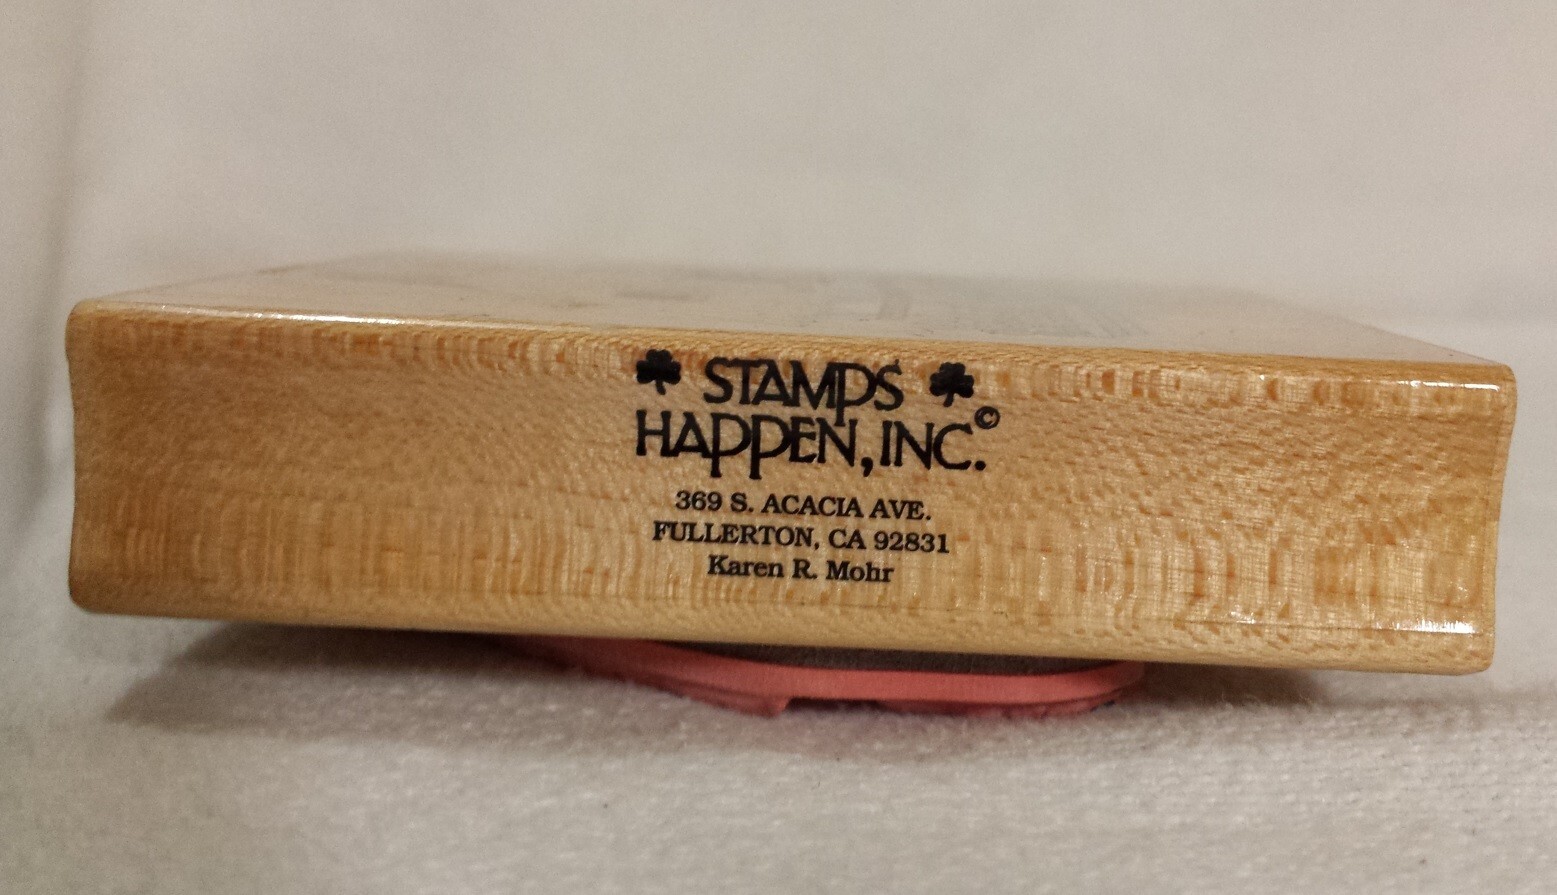 STAMPS
HAPPEN, INC.©
369 S. ACACIA AVE.
FULLERTON, CA 92831
Karen R. Mohr